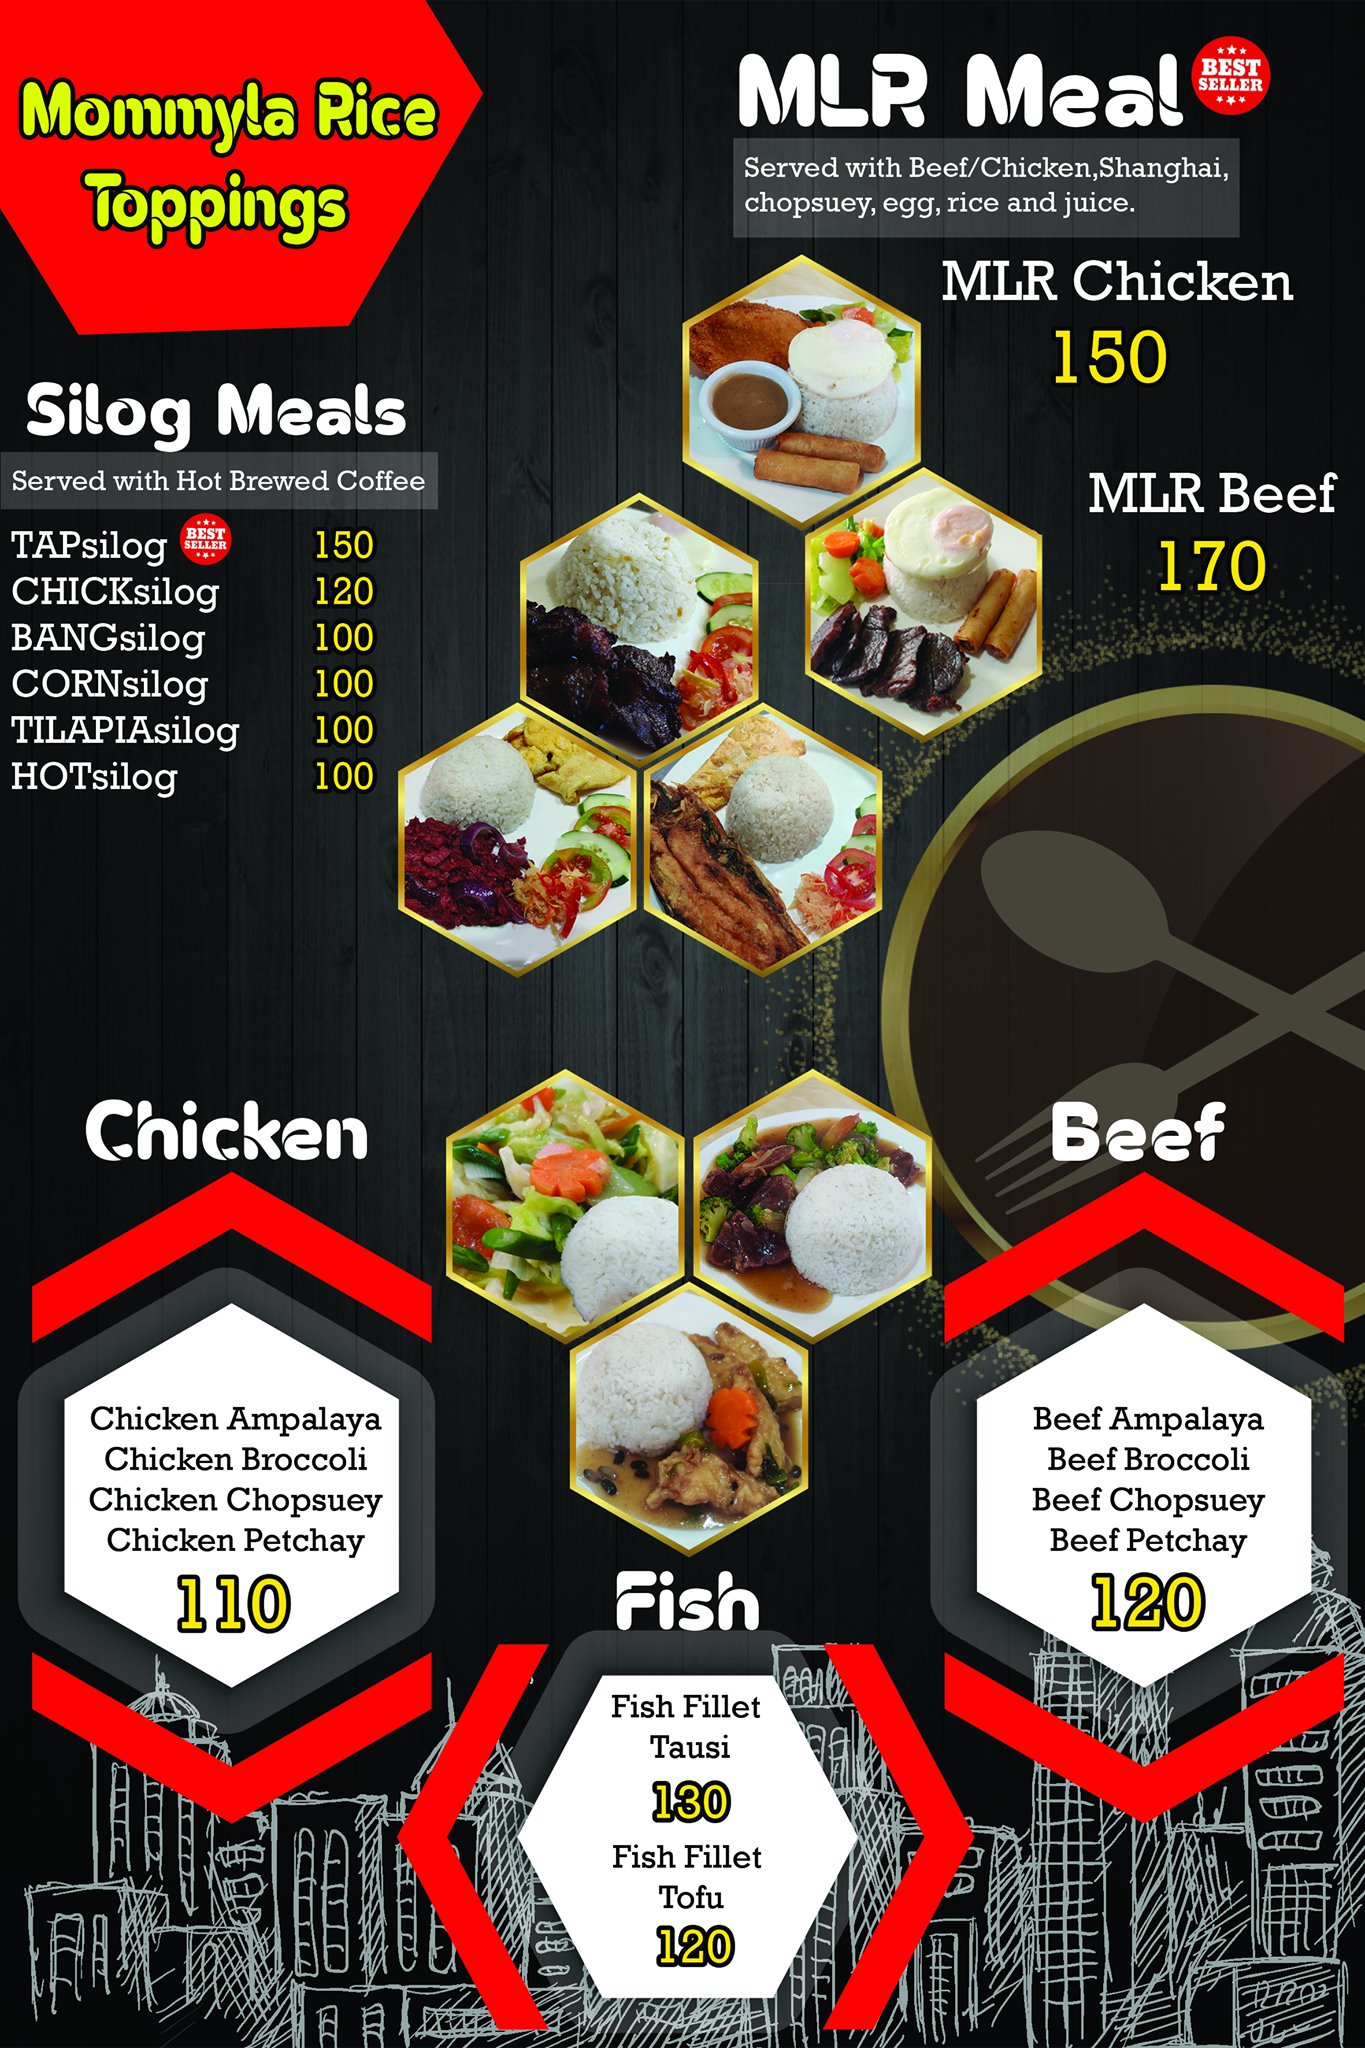 Mommyla Rice
Toppings
MLR Meal
BEST
SELLER
Served with Beef/Chicken,Shanghai,
chopsuey, egg, rice and juice.
MLR Chicken
150
MLR Beef
170
Silog Meals
Served with Hot Brewed Coffee
TAPsilog BEST SELLER 150
CHICKsilog 120
BANGsilog 100
CORNsilog 100
TILAPIAsilog 100
HOTsilog 100
Chicken
Chicken Ampalaya
Chicken Broccoli
Chicken Chopsuey
Chicken Petchay
110
Beef
Beef Ampalaya
Beef Broccoli
Beef Chopsuey
Beef Petchay
120
Fish
Fish Fillet
Tausi
130
Fish Fillet
Tofu
120